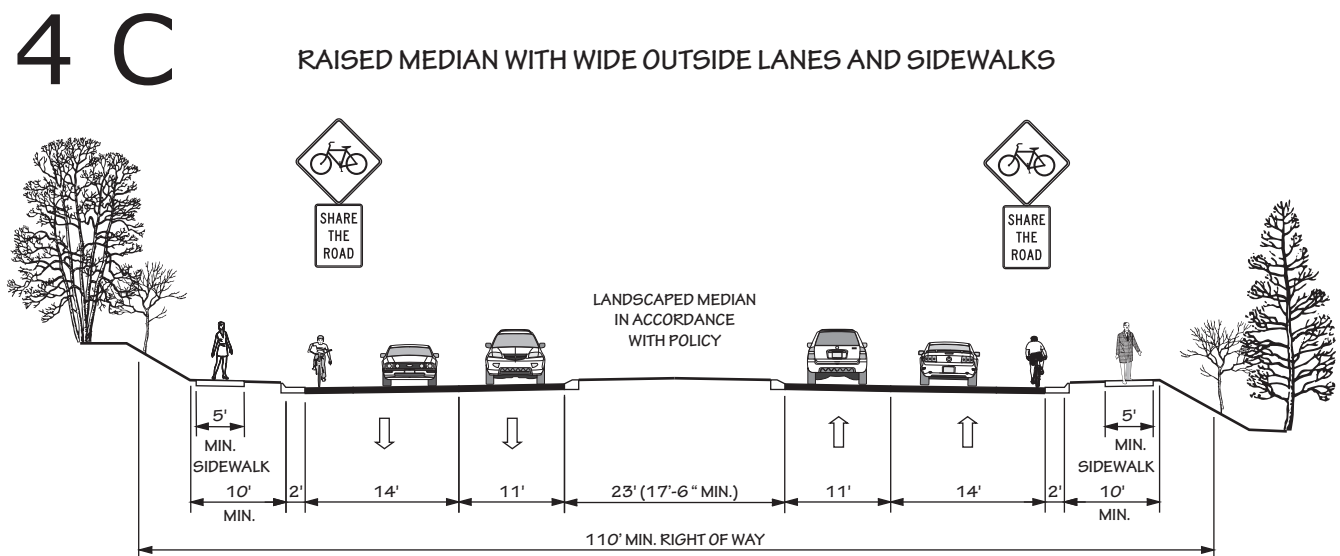 4 C
RAISED MEDIAN WITH WIDE OUTSIDE LANES AND SIDEWALKS
SHARE
THE
ROAD
SHARE
THE
ROAD
LANDSCAPED MEDIAN
IN ACCORDANCE
WITH POLICY
5'
MIN.
SIDEWALK
5'
MIN.
SIDEWALK
10'
MIN.
2'
14'
11'
23' (17'-6 " MIN.)
11'
14'
2'
10'
MIN.
110' MIN. RIGHT OF WAY